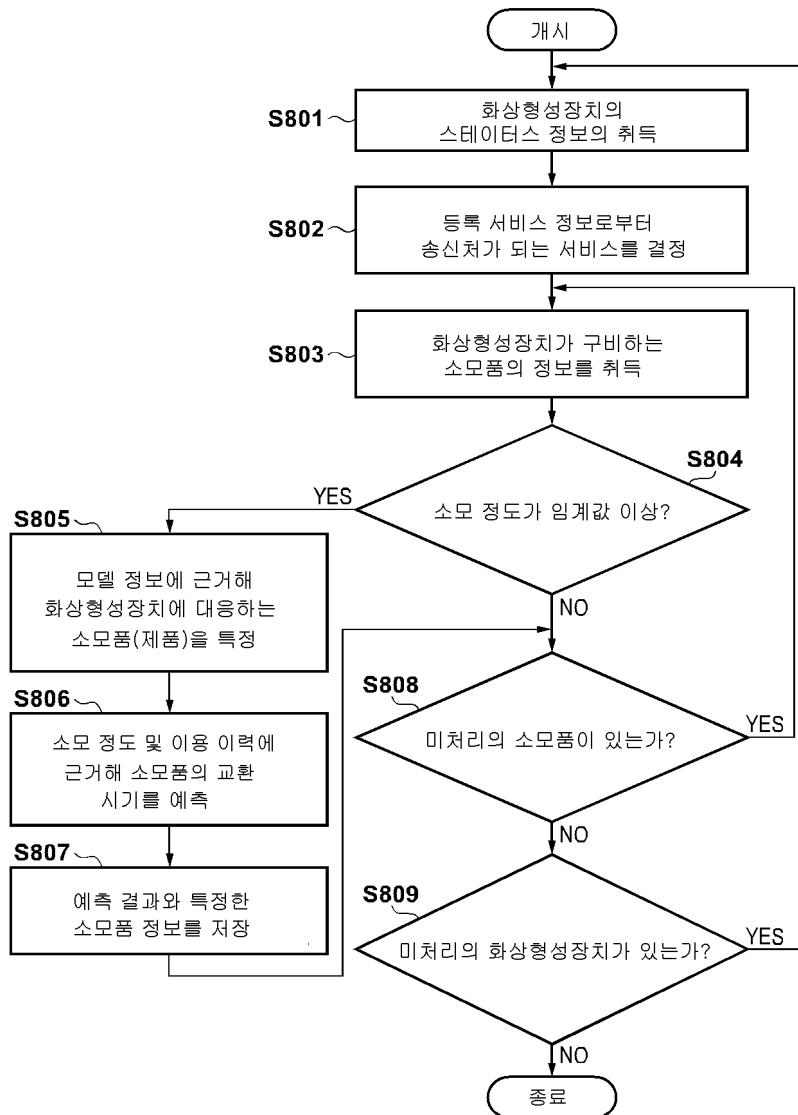 개시
S801
화상형성장치의
스테이터스 정보의 취득
S802
등록 서비스 정보로부터
송신처가 되는 서비스를 결정
S803
화상형성장치가 구비하는
소모품의 정보를 취득
S804
소모 정도가 임계값 이상?
YES
NO
S805
모델 정보에 근거해
화상형성장치에 대응하는
소모품(제품)을 특정
S806
소모 정도 및 이용 이력에
근거해 소모품의 교환
시기를 예측
S807
예측 결과와 특정한
소모품 정보를 저장
S808
미처리의 소모품이 있는가?
YES
NO
S809
미처리의 화상형성장치가 있는가?
YES
NO
종료